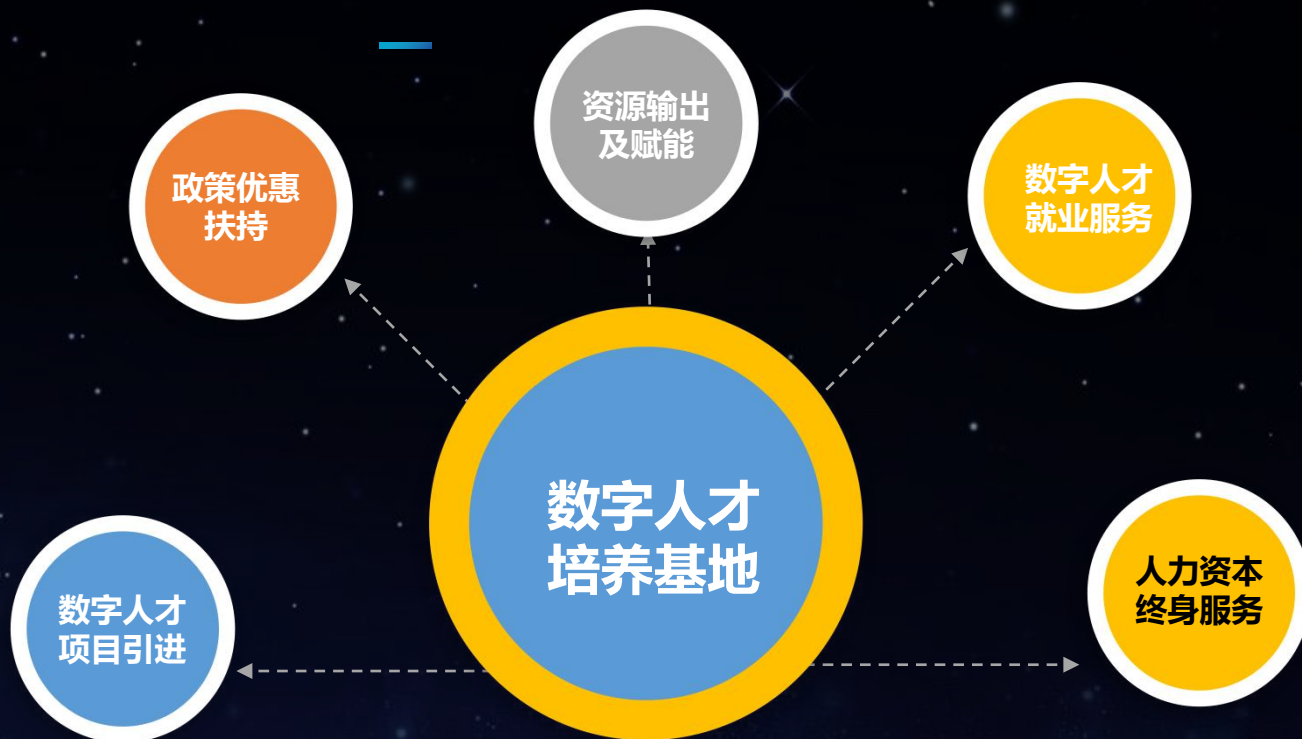 资源输出
及赋能
政策优惠
扶持
数字人才
就业服务
数字人才
培养基地
数字人才
项目引进
人力资本
终身服务